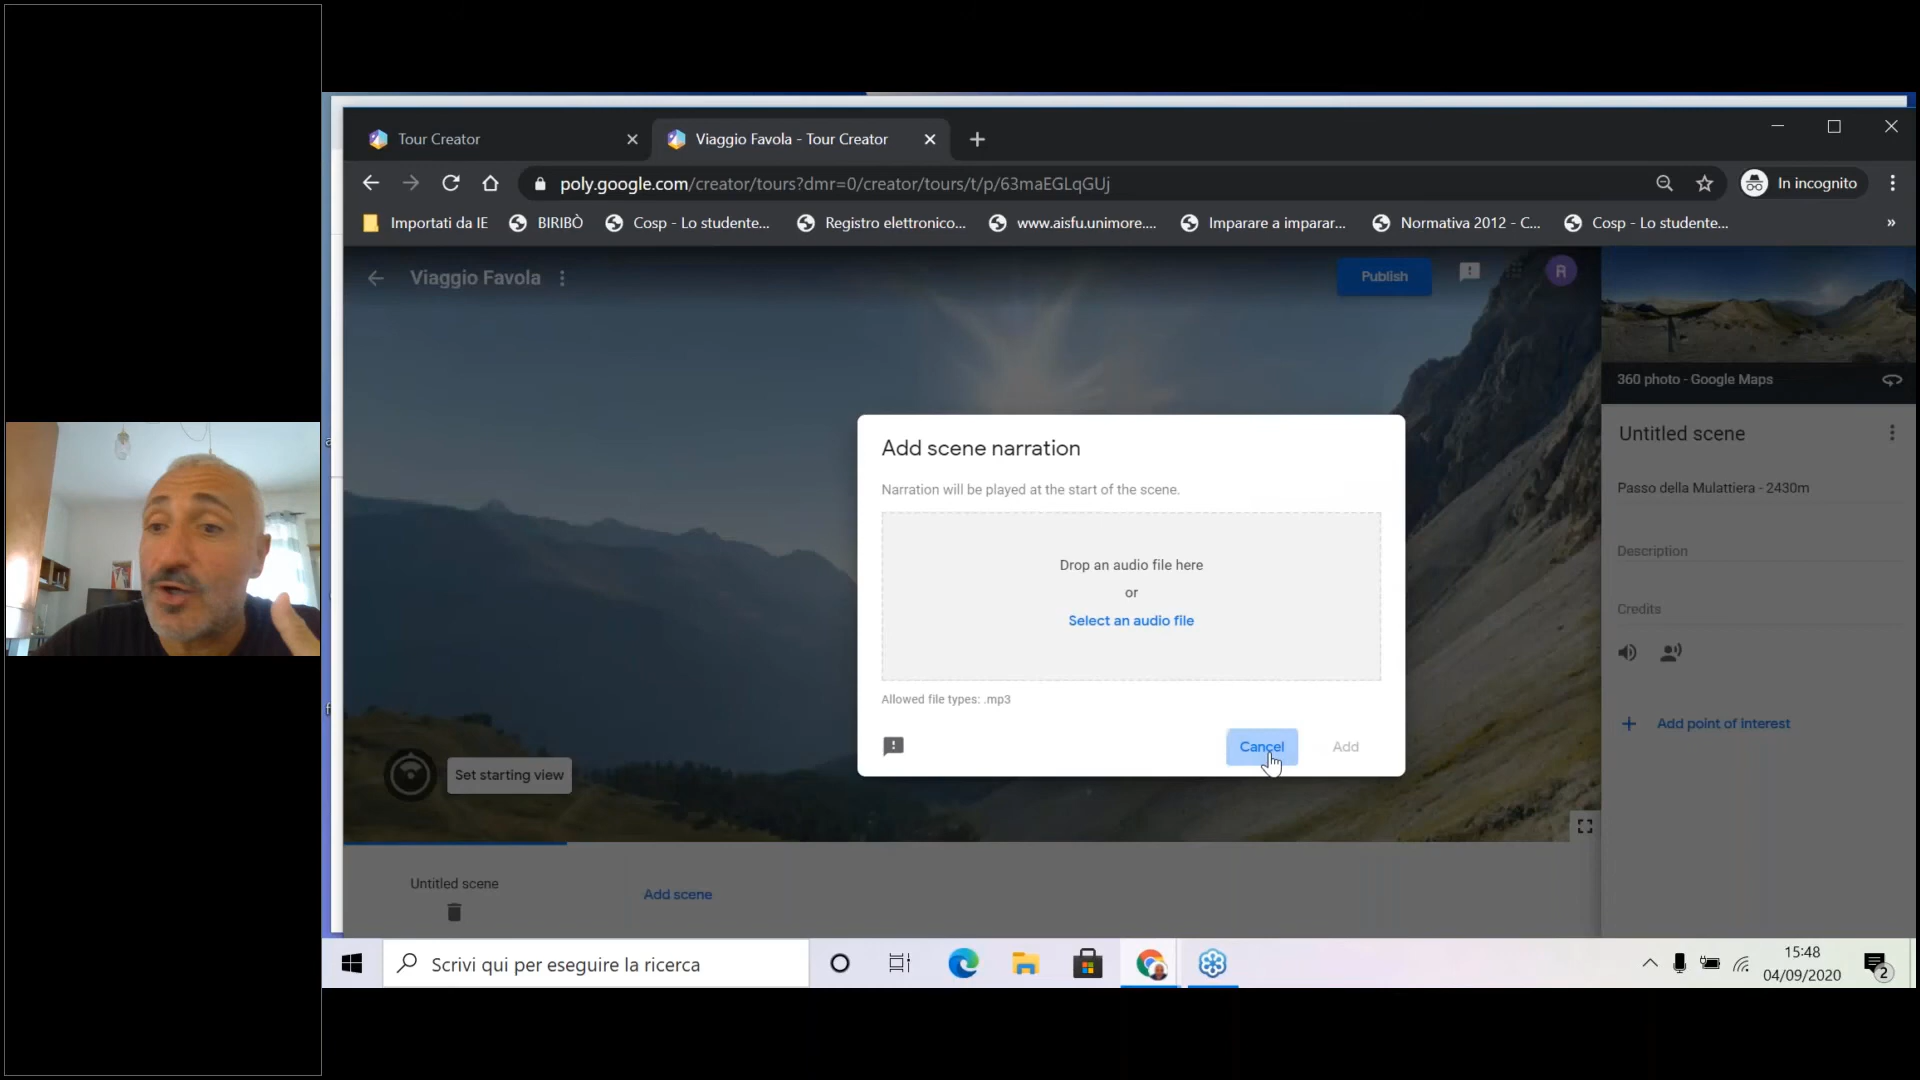 Tour Creator
Viaggio Favola - Tour Creator
poly.google.com/creator/tours?dmr=0/creator/tours/t/p/63maEGLqGUj
In incognito
Importati da IE
BIRIBÒ
Cosp - Lo studente...
Registro elettronico...
www.aisfu.unimore....
Imparare a imparar...
Normativa 2012 - C...
Cosp - Lo studente...
»
Viaggio Favola
Publish
R
360 photo - Google Maps
Untitled scene
Passo della Mulattiera - 2430m
Description
Credits
Add point of interest
Add scene narration
Narration will be played at the start of the scene.
Drop an audio file here
or
Select an audio file
Allowed file types: .mp3
Cancel
Add
Set starting view
Untitled scene
Add scene
Scrivi qui per eseguire la ricerca
15:48
04/09/2020
2